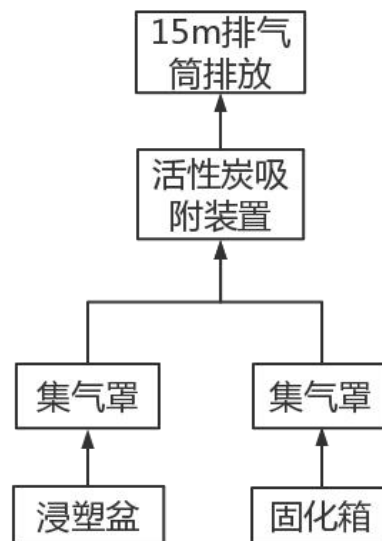 15m排气
筒排放
活性炭吸
附装置
集气罩
集气罩
浸塑盆
固化箱